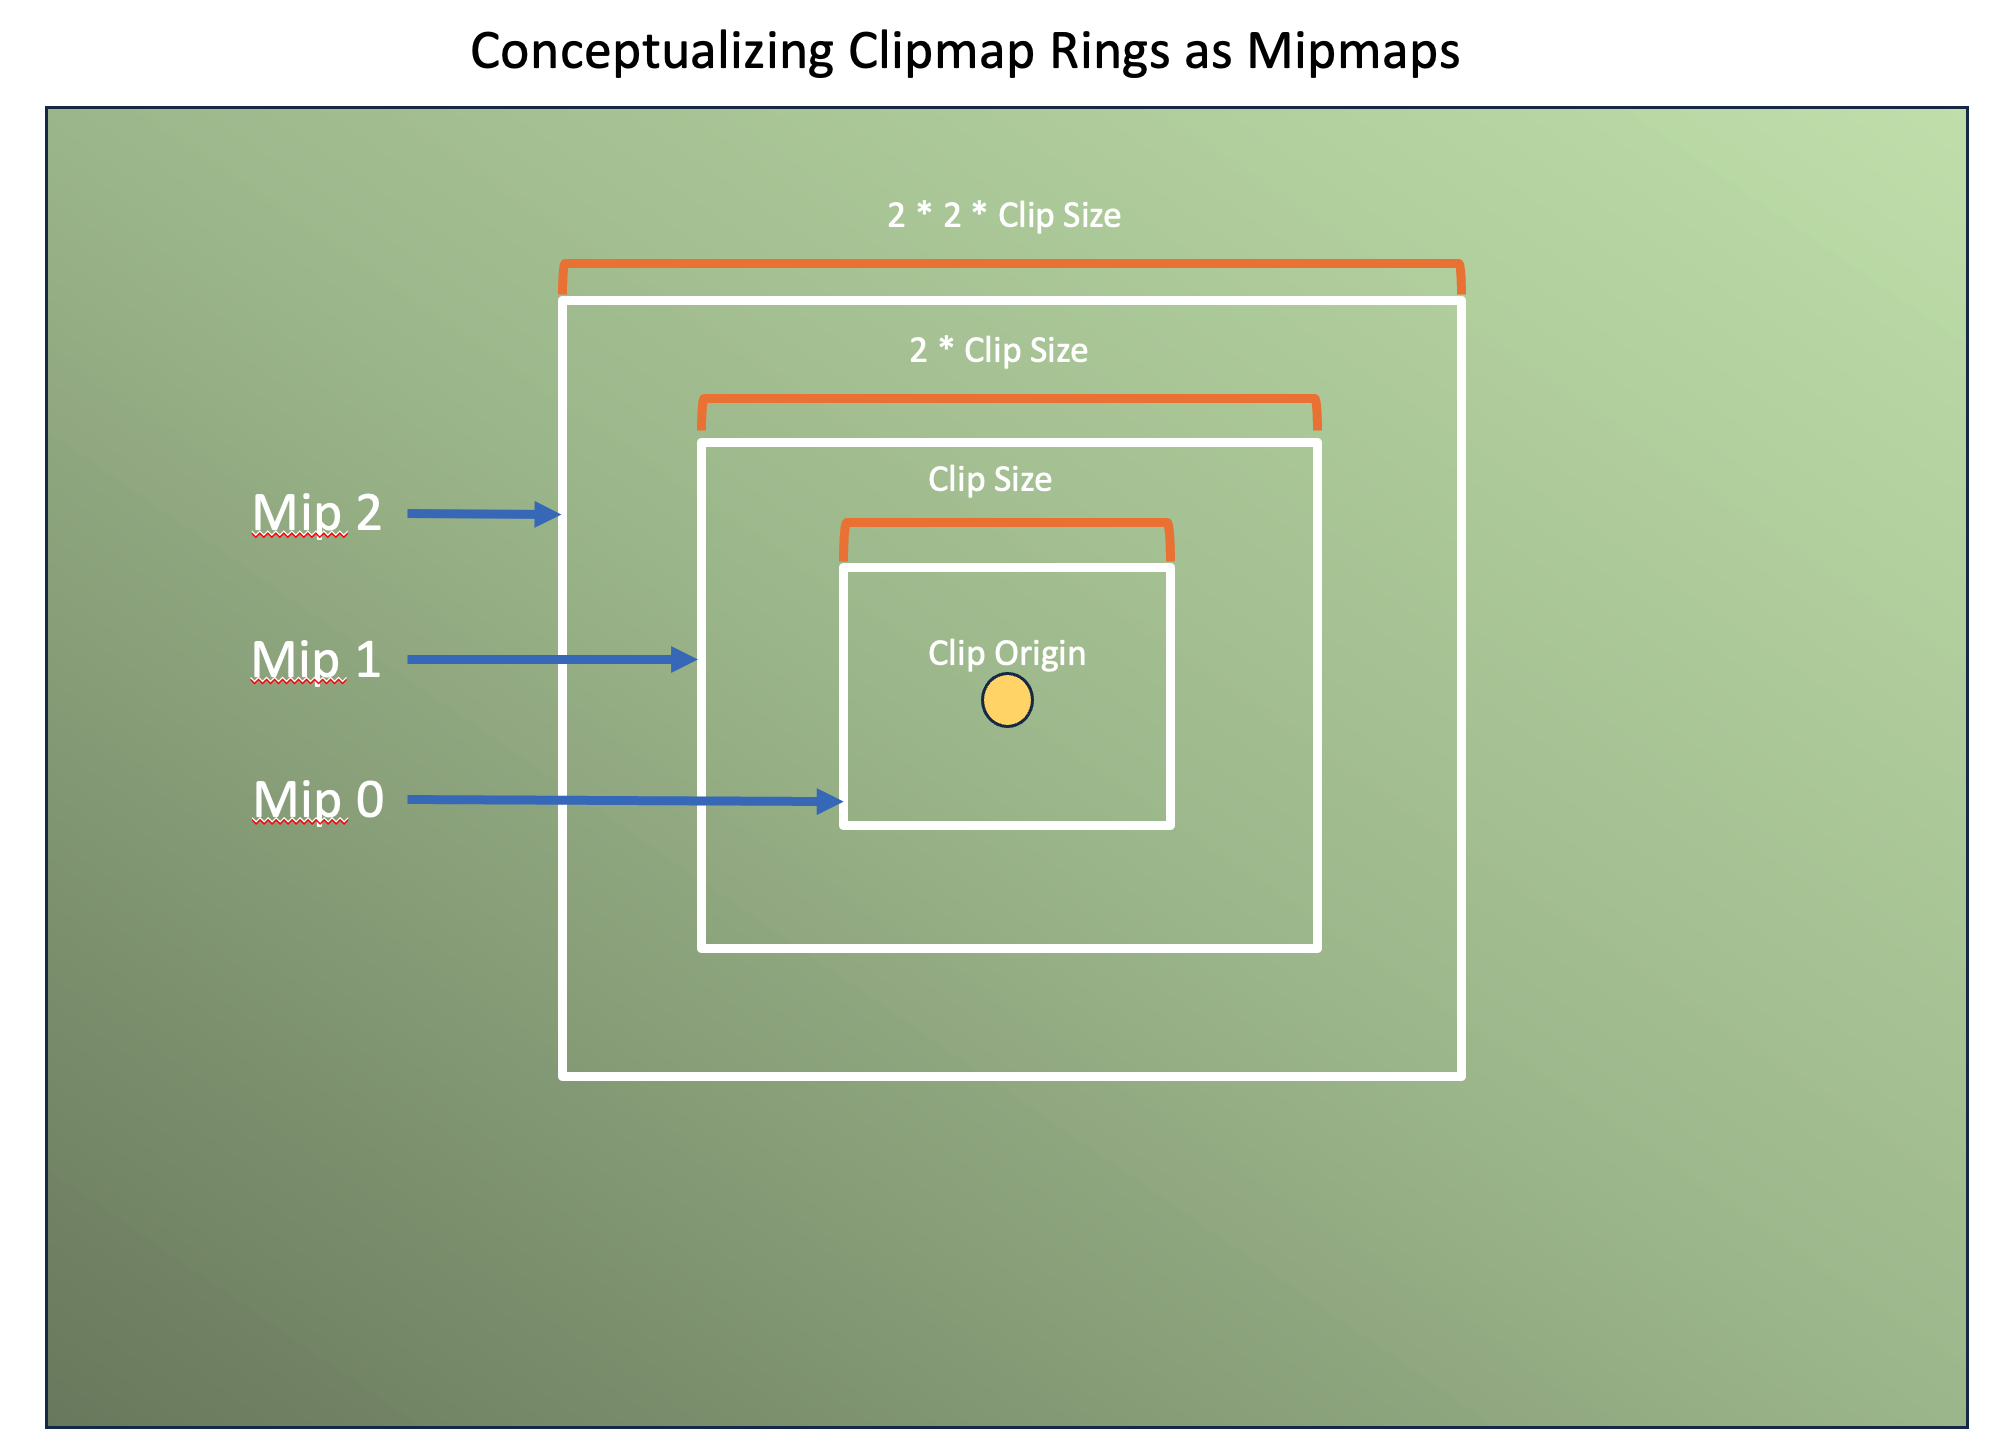 Conceptualizing Clipmap Rings as Mipmaps
2 * 2 * Clip Size
2 * Clip Size
Clip Size
Mip 2
Clip Origin
Mip 1
Mip 0